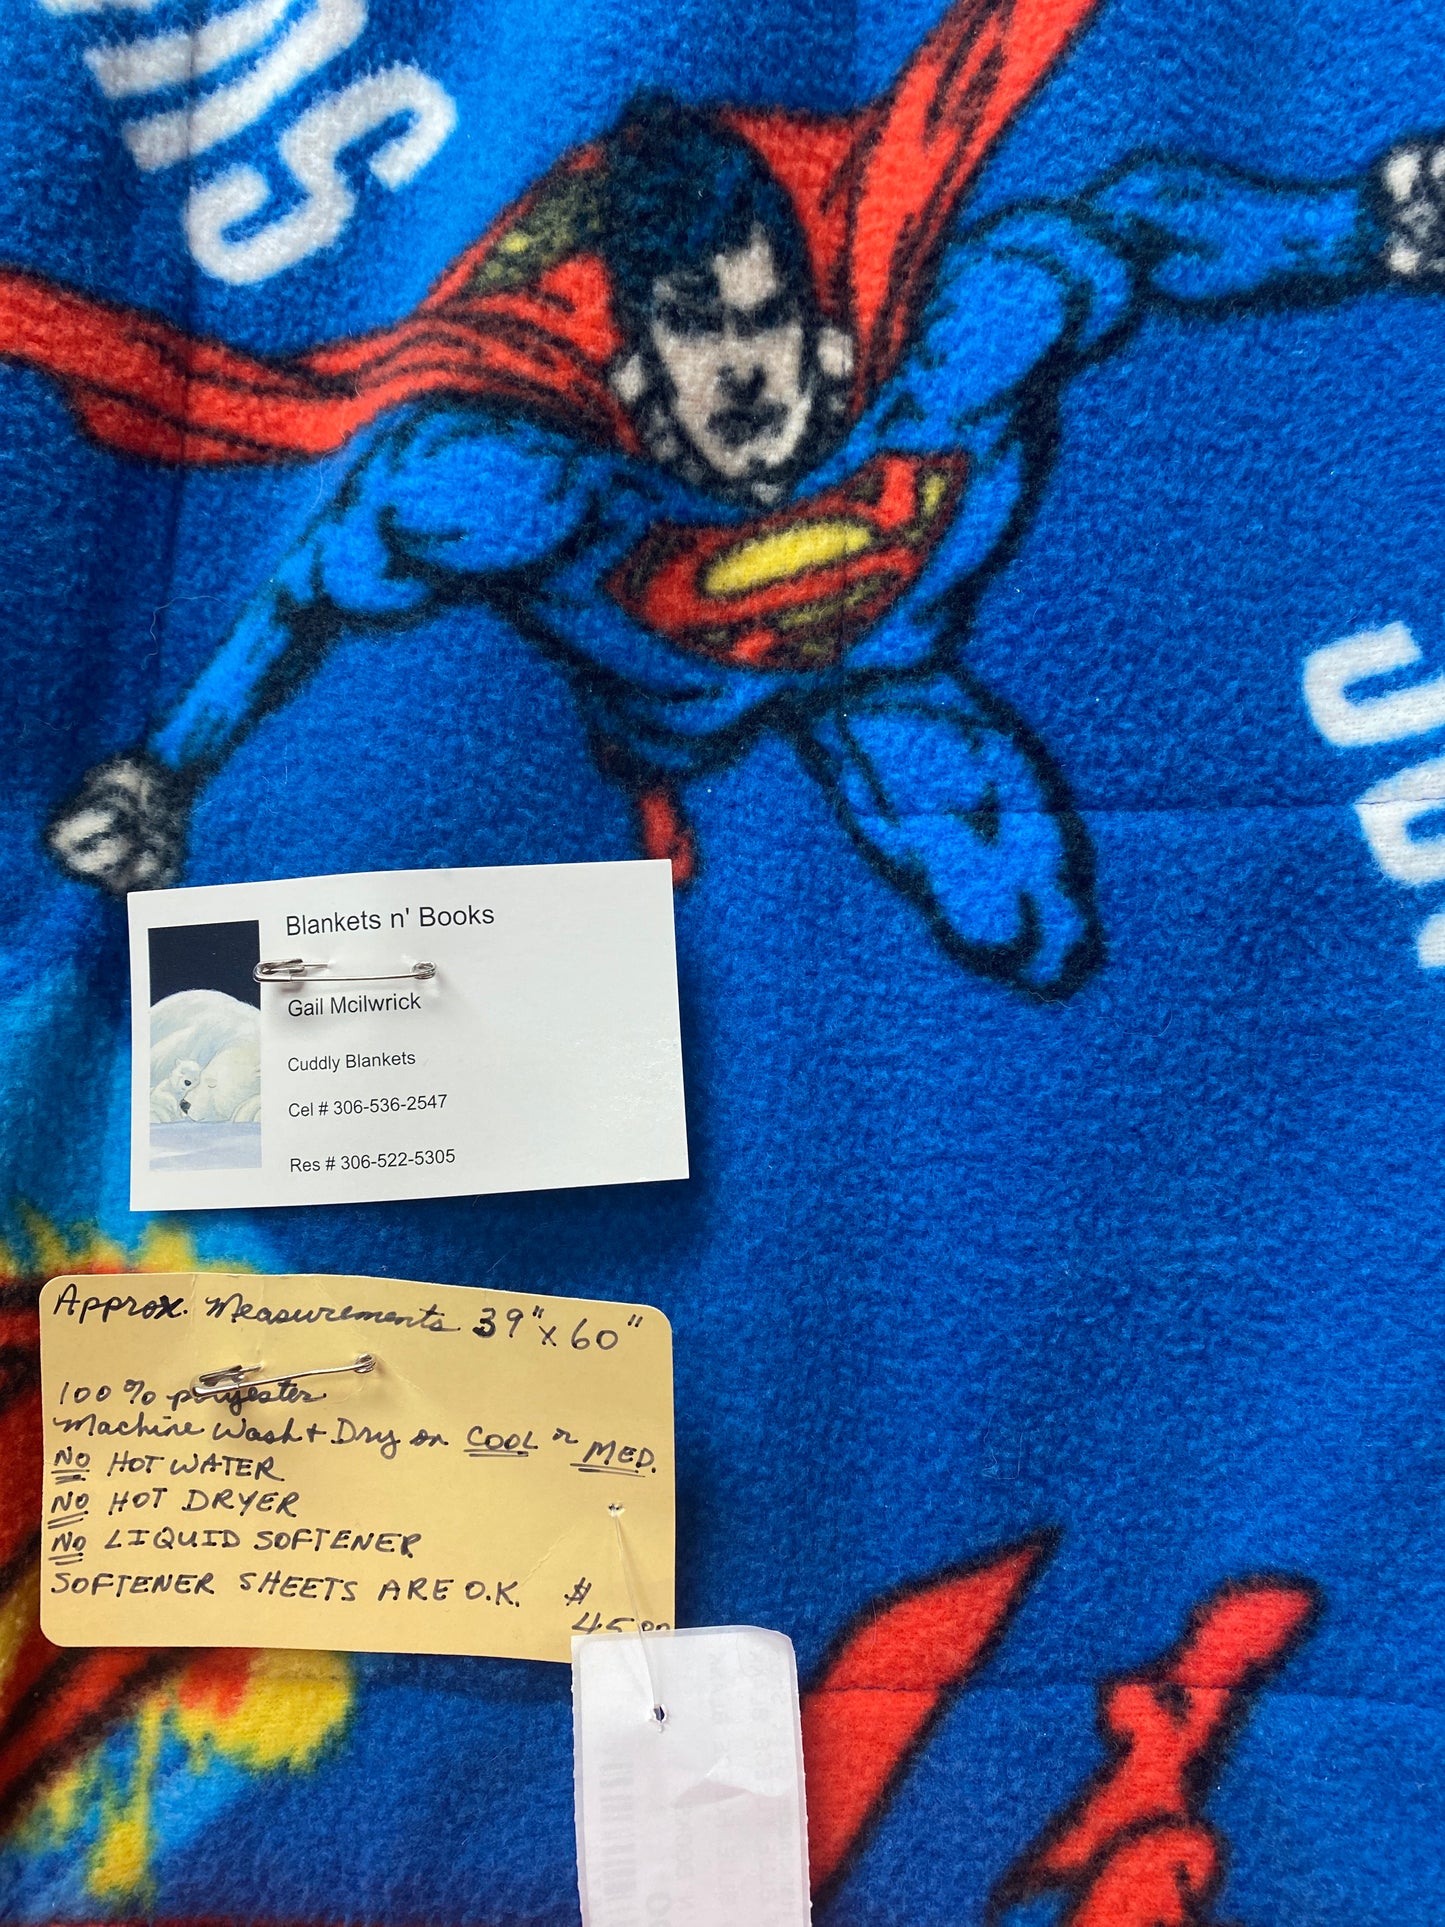 Blankets n' Books
Gail Mcilwrick
Cuddly Blankets
Cel # 306-536-2547
Res # 306-522-5305
Approx. Measurements 39" x 60"
100% polyester
Machine Wash + Dry on COOL or MED.
NO HOT WATER
NO HOT DRYER
NO LIQUID SOFTENER
SOFTENER SHEETS ARE O.K. $
45.00